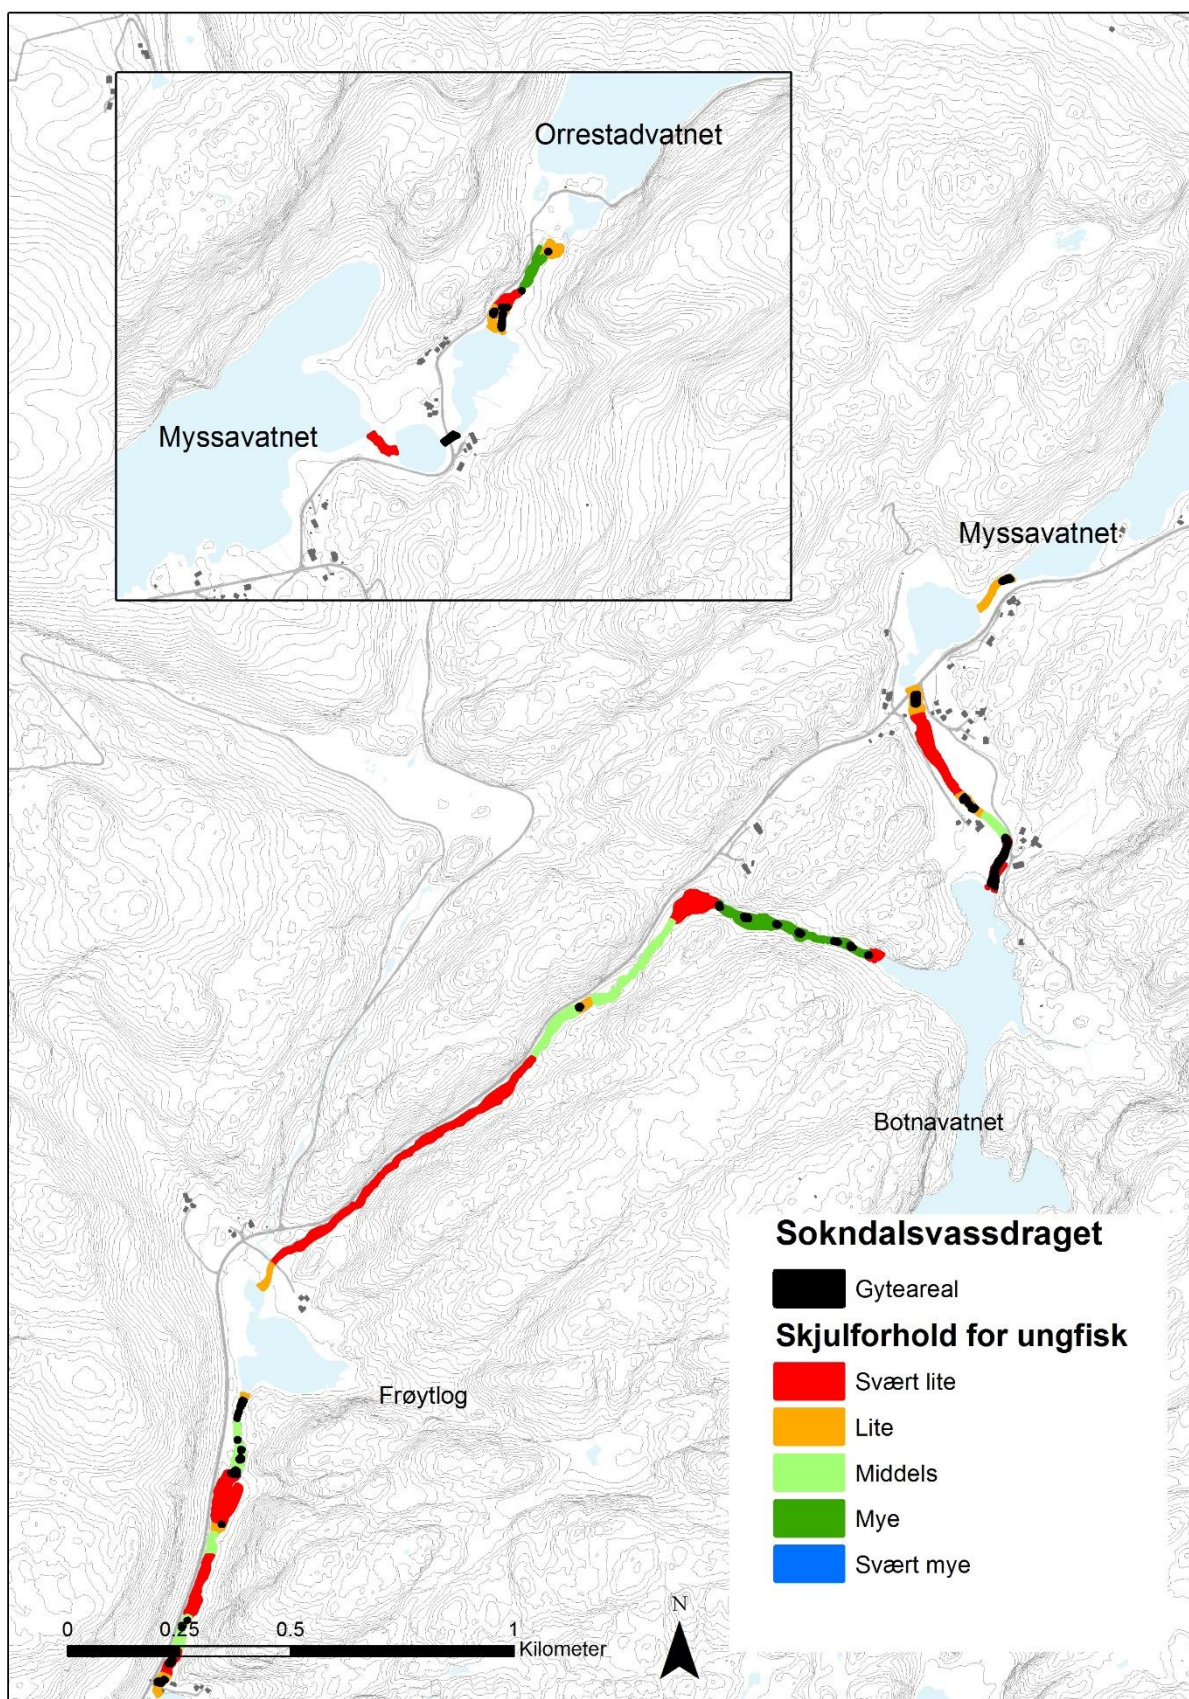 Orrestadvatnet
Myssavatnet
Myssavatnet
Botnavatnet
Frøytlog
Sokndalsvassdraget
Gyteareal
Skjulforhold for ungfisk
Svært lite
Lite
Middels
Mye
Svært mye
N
0 0.25 0.5 1
Kilometer